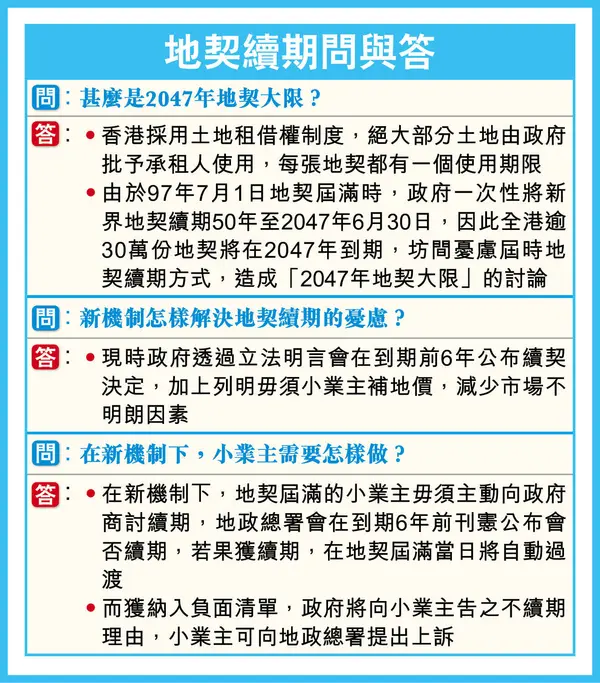 地契續期問與答
問：甚麼是2047年地契大限？
答：●香港採用土地租借權制度，絕大部分土地由政府
批予承租人使用，每張地契都有一個使用期限
●由於97年7月1日地契屆滿時，政府一次性將新
界地契續期50年至2047年6月30日，因此全港逾
30萬份地契將在2047年到期，坊間憂慮屆時地
契續期方式，造成「2047年地契大限」的討論
問：新機制怎樣解決地契續期的憂慮？
答：●現時政府透過立法明言會在到期前6年公布續契
決定，加上列明毋須小業主補地價，減少市場不
明朗因素
問：在新機制下，小業主需要怎樣做？
答：●在新機制下，地契屆滿的小業主毋須主動向政府
商討續期，地政總署會在到期6年前刊憲公布會
否續期，若果獲續期，在地契屆滿當日將自動過
渡
●而獲納入負面清單，政府將向小業主告之不續期
理由，小業主可向地政總署提出上訴